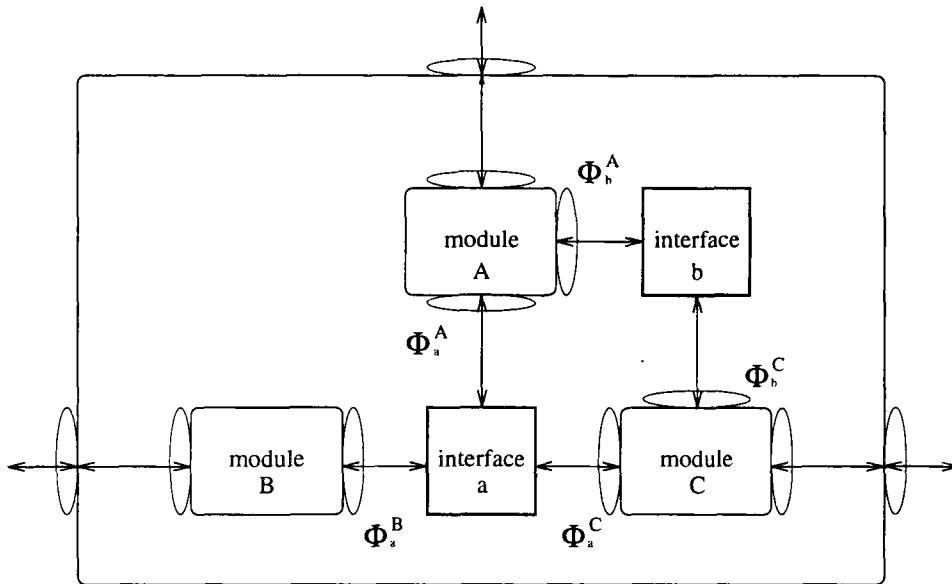 Φ_b^A
module
A
interface
b
Φ_a^A
Φ_b^C
module
B
interface
a
module
C
Φ_a^B
Φ_a^C